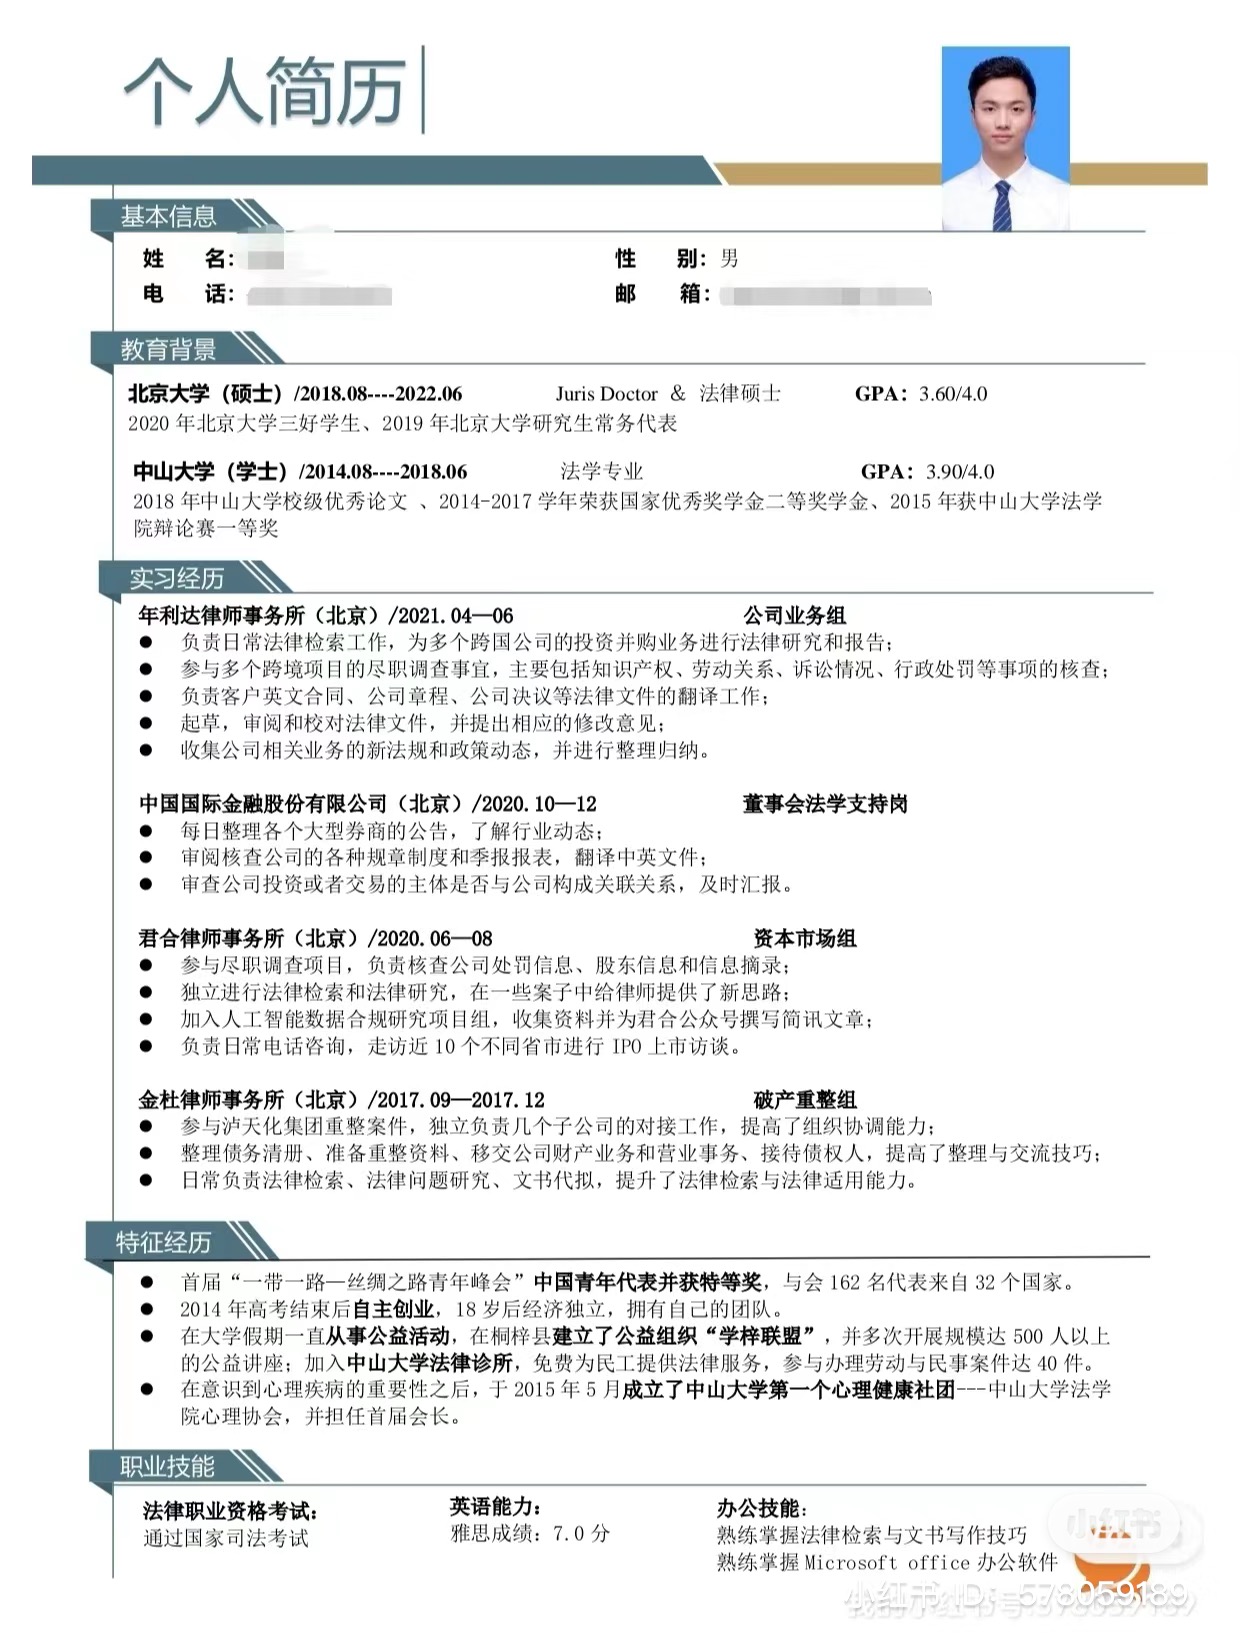 个人简历
基本信息
姓 名：
性 别：男
电 话：
邮 箱：
教育背景
北京大学（硕士）/2018.08----2022.06 Juris Doctor & 法律硕士 GPA：3.60/4.0
2020 年北京大学三好学生、2019 年北京大学研究生常务代表
中山大学（学士）/2014.08----2018.06 法学专业 GPA：3.90/4.0
2018 年中山大学校级优秀论文 、2014-2017 学年荣获国家优秀奖学金二等奖学金、2015 年获中山大学法学
院辩论赛一等奖
实习经历
年利达律师事务所（北京）/2021.04—06 公司业务组
● 负责日常法律检索工作，为多个跨国公司的投资并购业务进行法律研究和报告；
● 参与多个跨境项目的尽职调查事宜，主要包括知识产权、劳动关系、诉讼情况、行政处罚等事项的核查；
● 负责客户英文合同、公司章程、公司决议等法律文件的翻译工作；
● 起草，审阅和校对法律文件，并提出相应的修改意见；
● 收集公司相关业务的新法规和政策动态，并进行整理归纳。
中国国际金融股份有限公司（北京）/2020.10—12 董事会法学支持岗
● 每日整理各个大型券商的公告，了解行业动态；
● 审阅核查公司的各种规章制度和季报报表，翻译中英文件；
● 审查公司投资或者交易的主体是否与公司构成关联关系，及时汇报。
君合律师事务所（北京）/2020.06—08 资本市场组
● 参与尽职调查项目，负责核查公司处罚信息、股东信息和信息摘录；
● 独立进行法律检索和法律研究，在一些案子中给律师提供了新思路；
● 加入人工智能数据合规研究项目组，收集资料并为君合公众号撰写简讯文章；
● 负责日常电话咨询，走访近 10 个不同省市进行 IPO 上市访谈。
金杜律师事务所（北京）/2017.09—2017.12 破产重整组
● 参与泸天化集团重整案件，独立负责几个子公司的对接工作，提高了组织协调能力；
● 整理债务清册、准备重整资料、移交公司财产业务和营业事务、接待债权人，提高了整理与交流技巧；
● 日常负责法律检索、法律问题研究、文书代拟，提升了法律检索与法律适用能力。
特征经历
● 首届“一带一路—丝绸之路青年峰会”中国青年代表并获特等奖，与会 162 名代表来自 32 个国家。
● 2014 年高考结束后自主创业，18 岁后经济独立，拥有自己的团队。
● 在大学假期一直从事公益活动，在桐梓县建立了公益组织“学梓联盟”，并多次开展规模达 500 人以上
的公益讲座；加入中山大学法律诊所，免费为民工提供法律服务，参与办理劳动与民事案件达 40 件。
● 在意识到心理疾病的重要性之后，于 2015 年 5 月成立了中山大学第一个心理健康社团---中山大学法学
院心理协会，并担任首届会长。
职业技能
法律职业资格考试：
通过国家司法考试
英语能力：
雅思成绩：7.0 分
办公技能：
熟练掌握法律检索与文书写作技巧
熟练掌握 Microsoft office 办公软件
小红书
小红书 ID：578059189